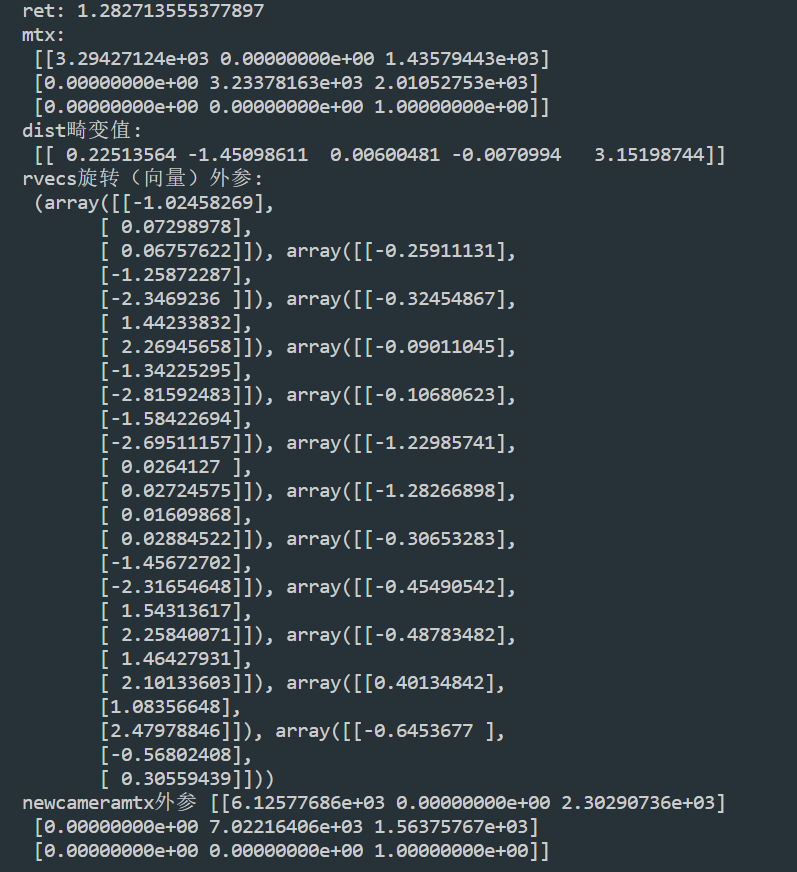 ret: 1.282713555377897
mtx:
[[3.29427124e+03 0.00000000e+00 1.43579443e+03]
[0.00000000e+00 3.23378163e+03 2.01052753e+03]
[0.00000000e+00 0.00000000e+00 1.00000000e+00]]
dist畸变值:
[[ 0.22513564 -1.45098611  0.00600481 -0.0070994   3.15198744]]
rvecs旋转（向量）外参:
(array([[-1.02458269],
[ 0.07298978],
[ 0.06757622]]), array([[-0.25911131],
[-1.25872287],
[-2.3469236 ]]), array([[-0.32454867],
[ 1.44233832],
[ 2.26945658]]), array([[-0.09011045],
[-1.34225295],
[-2.81592483]]), array([[-0.10680623],
[-1.58422694],
[-2.69511157]]), array([[-1.22985741],
[ 0.0264127 ],
[ 0.02724575]]), array([[-1.28266898],
[ 0.01609868],
[ 0.02884522]]), array([[-0.30653283],
[-1.45672702],
[-2.31654648]]), array([[-0.45490542],
[ 1.54313617],
[ 2.25840071]]), array([[-0.48783482],
[ 1.46427931],
[ 2.10133603]]), array([[0.40134842],
[1.08356648],
[2.47978846]]), array([[-0.6453677 ],
[-0.56802408],
[ 0.30559439]]))
newcameramtx外参 [[6.12577686e+03 0.00000000e+00 2.30290736e+03]
[0.00000000e+00 7.02216406e+03 1.56375767e+03]
[0.00000000e+00 0.00000000e+00 1.00000000e+00]]